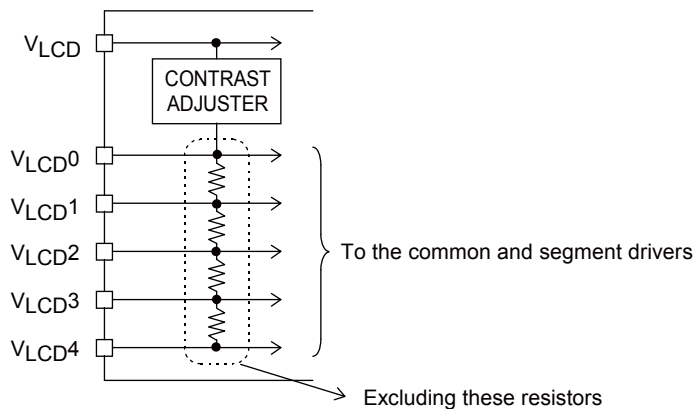 VLCD
CONTRAST
ADJUSTER
VLCD0
VLCD1
VLCD2
VLCD3
VLCD4
To the common and segment drivers
Excluding these resistors